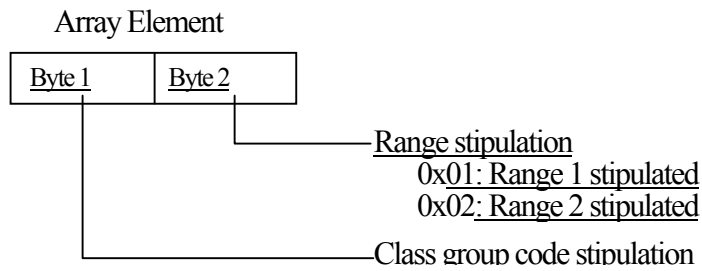 Array Element
Byte 1 Byte 2
Range stipulation
0x01: Range 1 stipulated
0x02: Range 2 stipulated
Class group code stipulation